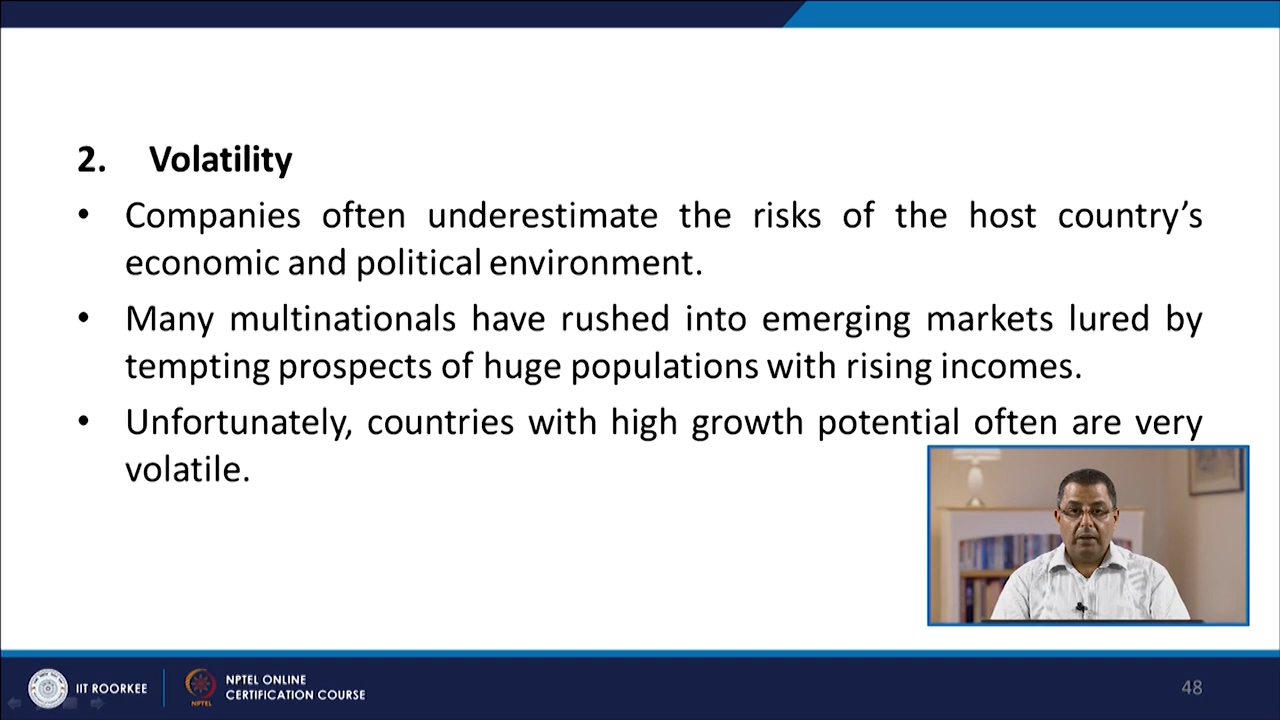 2. Volatility
• Companies often underestimate the risks of the host country’s
economic and political environment.
• Many multinationals have rushed into emerging markets lured by
tempting prospects of huge populations with rising incomes.
• Unfortunately, countries with high growth potential often are very
volatile.
IIT ROORKEE
NPTEL
NPTEL ONLINE
CERTIFICATION COURSE
48